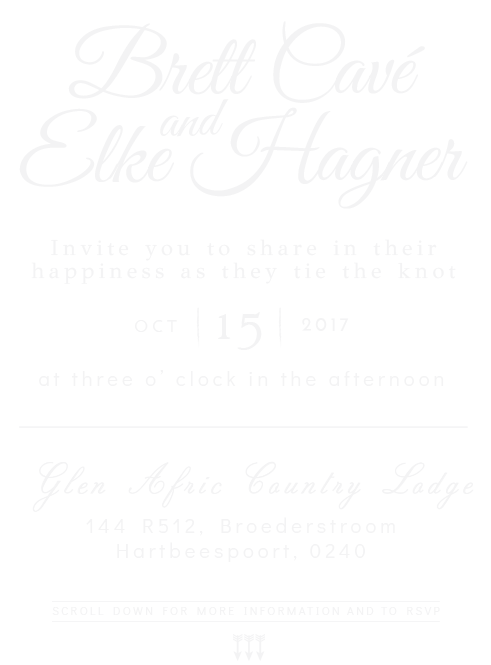 Brett Cavé
and
Elke Hagner
Invite you to share in their
happiness as they tie the knot
OCT | 15 | 2017
at three o' clock in the afternoon
Glen Afric Country Lodge
144 R512, Broederstroom
Hartbeespoort, 0240
SCROLL DOWN FOR MORE INFORMATION AND TO RSVP